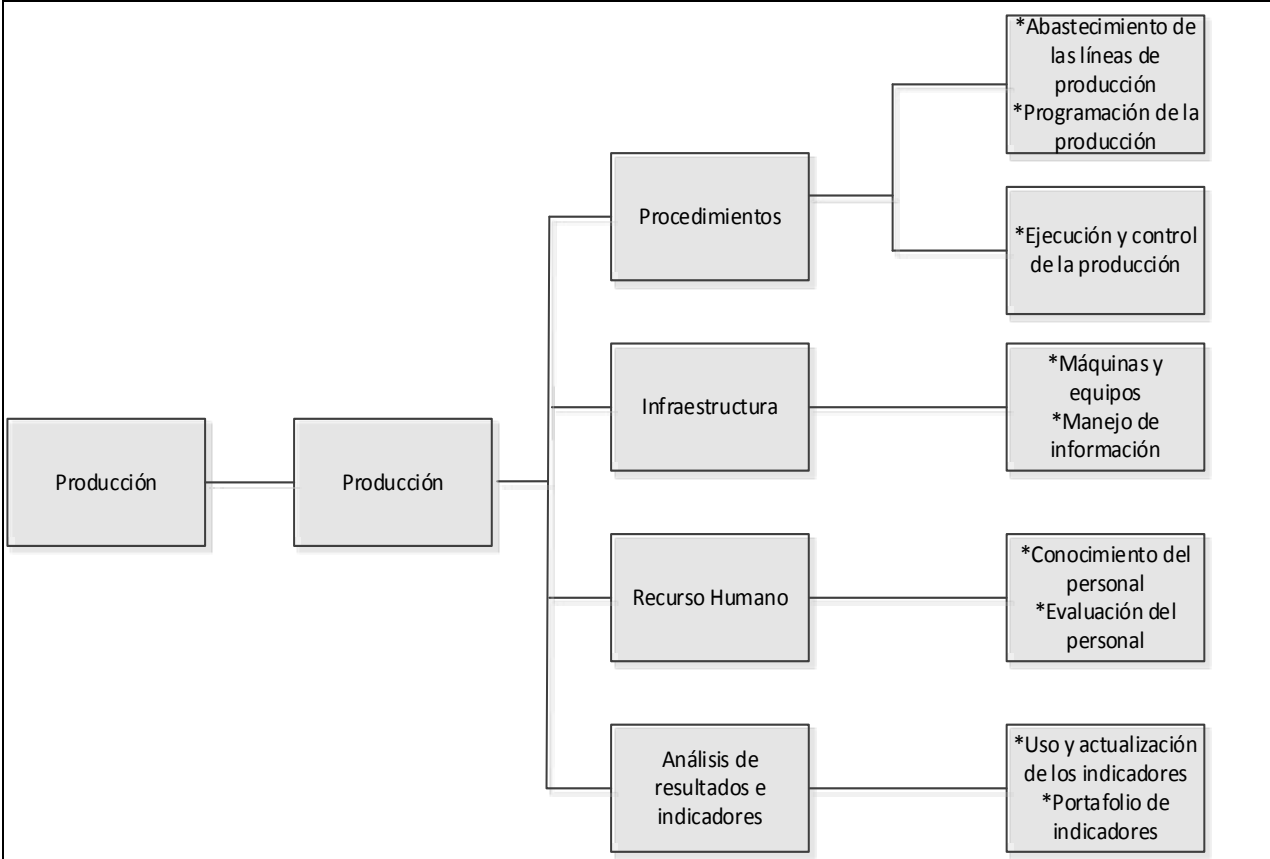 Producción
Producción
Procedimientos
*Abastecimiento de
las líneas de
producción
*Programación de la
producción
*Ejecución y control
de la producción
Infraestructura
*Máquinas y
equipos
*Manejo de
información
Recurso Humano
*Conocimiento del
personal
*Evaluación del
personal
Análisis de
resultados e
indicadores
*Uso y actualización
de los indicadores
*Portafolio de
indicadores